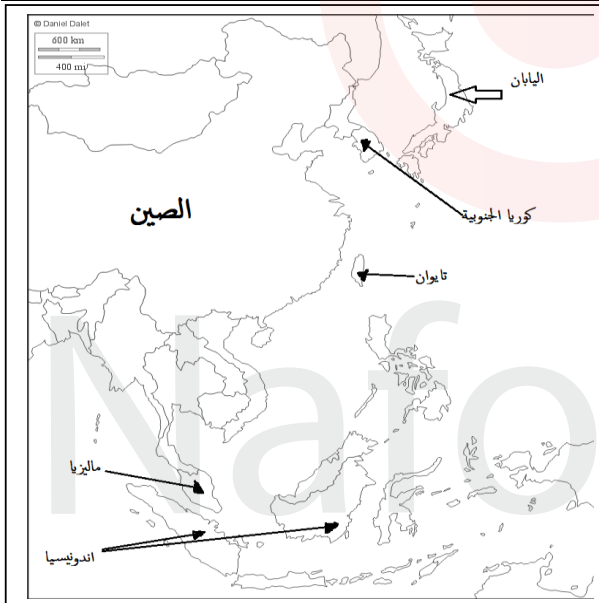 © Daniel Dalet
600 km
400 mi
اليابان
كوريا الجنوبية
الصين
تايوان
ماليزيا
اندونيسيا
Nafo